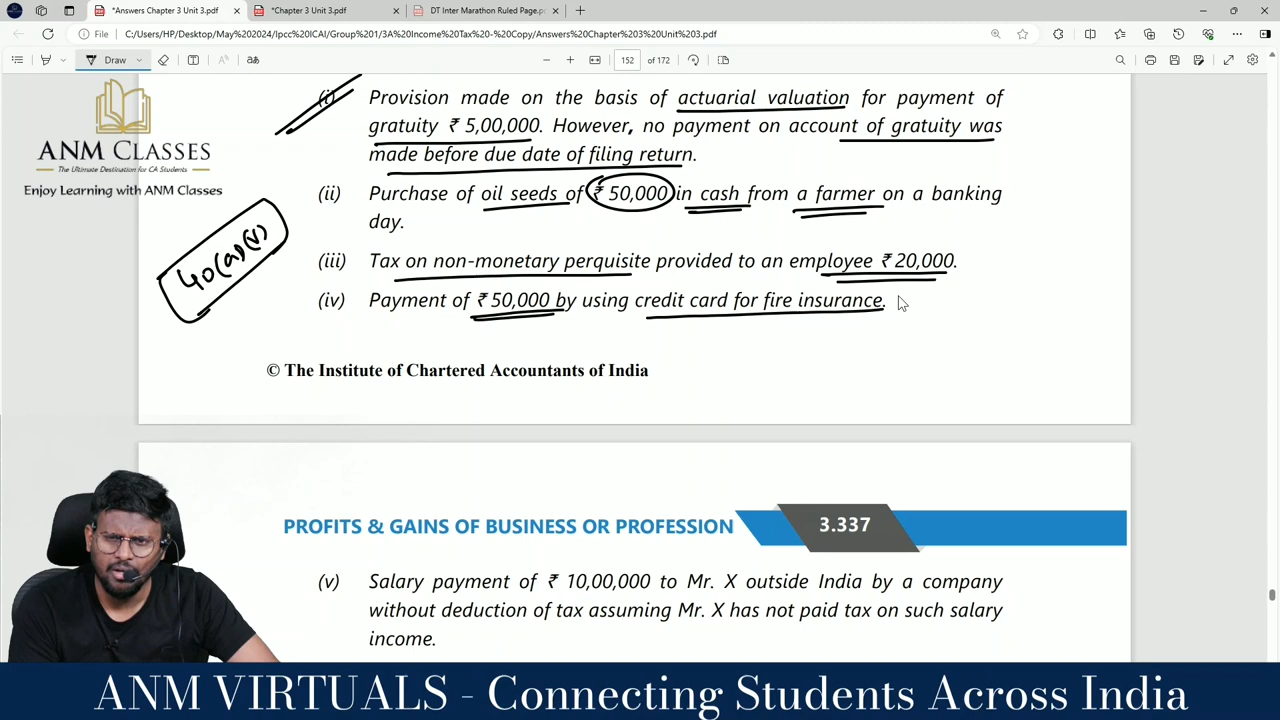 *Answers Chapter 3 Unit 3.pdf
*Chapter 3 Unit 3.pdf
DT Inter Marathon Ruled Page.p
File
C:/Users/HP/Desktop/May%202024/Ipcc%20ICAI/Group%201/3A%20Income%20Tax%20-%20Copy/Answers%20Chapter%203%20Unit%203.pdf
Draw
152 of 172
(i) Provision made on the basis of actuarial valuation for payment of
gratuity ₹ 5,00,000. However, no payment on account of gratuity was
made before due date of filing return.
ANM CLASSES
The Ultimate Destination for CA Students
Enjoy Learning with ANM Classes
(ii) Purchase of oil seeds of ₹ 50,000 in cash from a farmer on a banking
day.
40(a)(v)
(iii) Tax on non-monetary perquisite provided to an employee ₹ 20,000.
(iv) Payment of ₹ 50,000 by using credit card for fire insurance.
© The Institute of Chartered Accountants of India
PROFITS & GAINS OF BUSINESS OR PROFESSION 3.337
(v) Salary payment of ₹ 10,00,000 to Mr. X outside India by a company
without deduction of tax assuming Mr. X has not paid tax on such salary
income.
ANM VIRTUALS - Connecting Students Across India